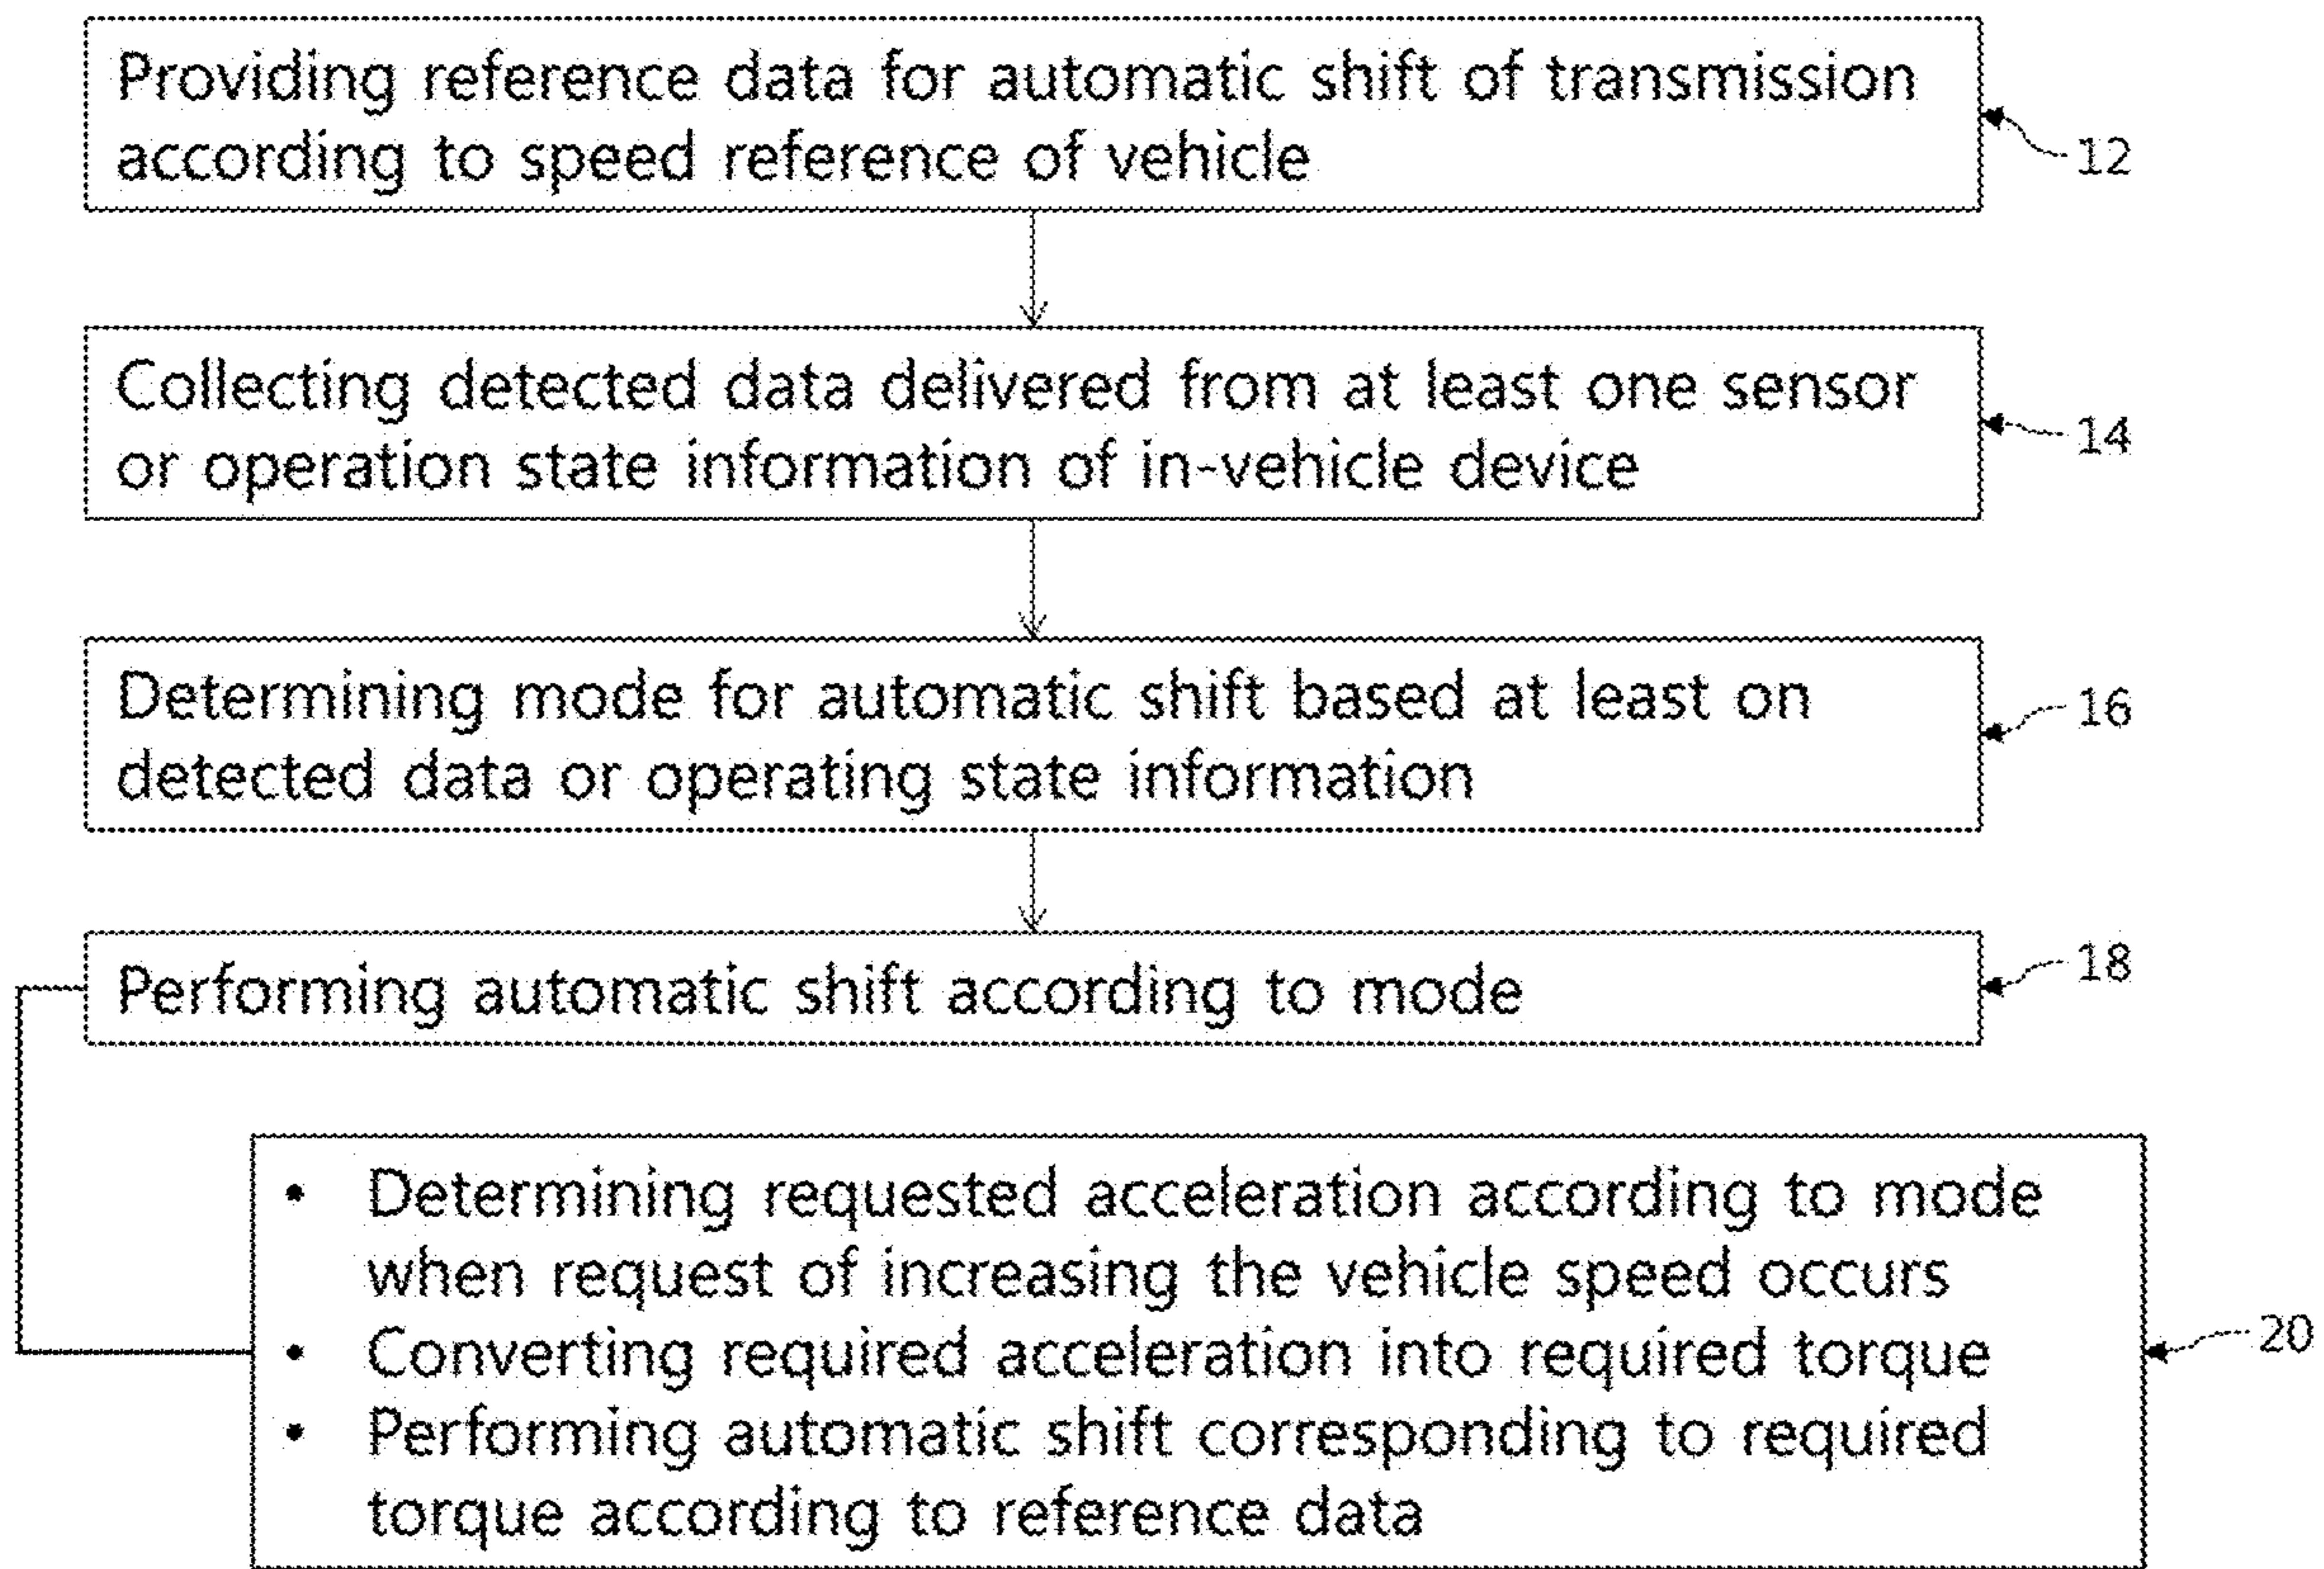 Providing reference data for automatic shift of transmission
according to speed reference of vehicle
12
Collecting detected data delivered from at least one sensor
or operation state information of in-vehicle device
14
Determining mode for automatic shift based at least on
detected data or operating state information
16
Performing automatic shift according to mode
18
• Determining requested acceleration according to mode
when request of increasing the vehicle speed occurs
• Converting required acceleration into required torque
• Performing automatic shift corresponding to required
torque according to reference data
20